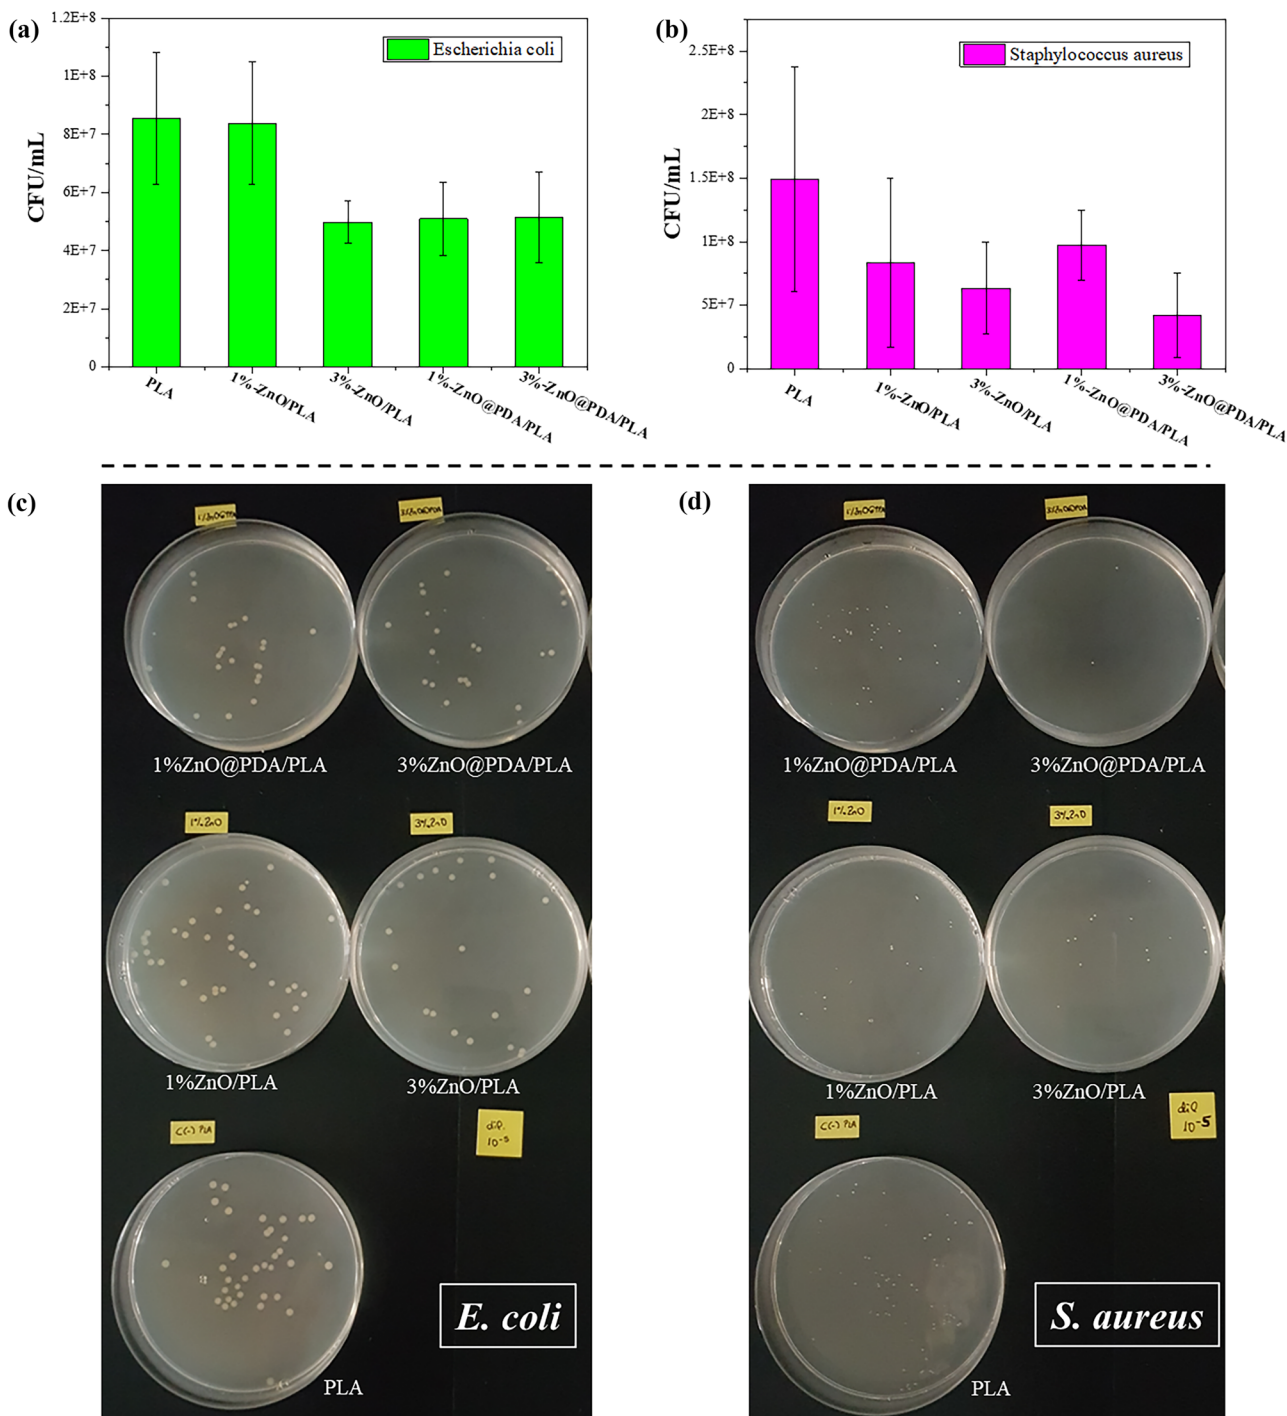 (a)
1.2E+8
1E+8
8E+7
6E+7
4E+7
2E+7
0
CFU/mL
Escherichia coli
PLA
1%-ZnO/PLA
3%-ZnO/PLA
1%-ZnO@PDA/PLA
3%-ZnO@PDA/PLA
(b)
2.5E+8
2E+8
1.5E+8
1E+8
5E+7
0
CFU/mL
Staphylococcus aureus
PLA
1%-ZnO/PLA
3%-ZnO/PLA
1%-ZnO@PDA/PLA
3%-ZnO@PDA/PLA
(c)
1%ZnO@PDA/PLA
3%ZnO@PDA/PLA
1%ZnO
3%ZnO
1%ZnO/PLA
3%ZnO/PLA
C(-) PLA
dil.
10⁻⁵
E. coli
PLA
(d)
1%ZnO@PDA/PLA
3%ZnO@PDA/PLA
1%ZnO
3%ZnO
1%ZnO/PLA
3%ZnO/PLA
C(-) PLA
dil
10⁻⁵
S. aureus
PLA